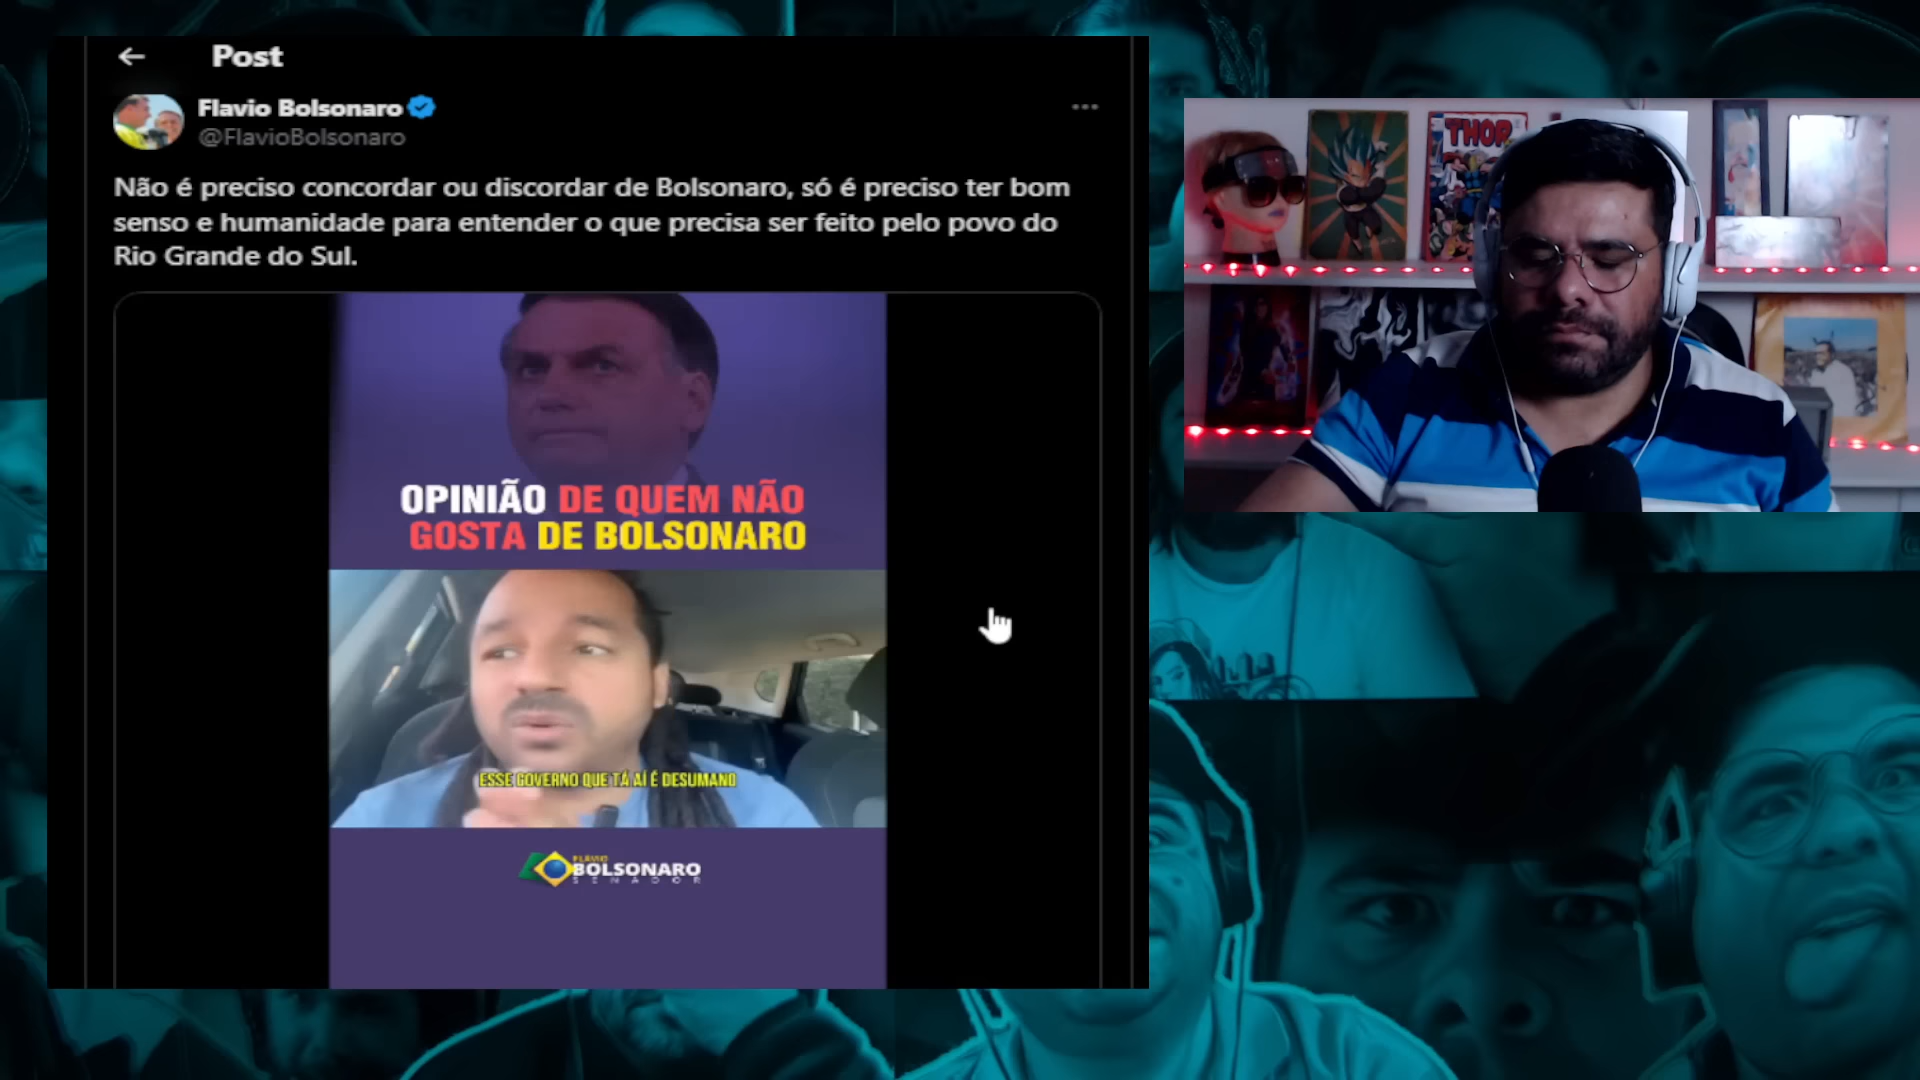 Post
Flavio Bolsonaro
@FlavioBolsonaro
Não é preciso concordar ou discordar de Bolsonaro, só é preciso ter bom
senso e humanidade para entender o que precisa ser feito pelo povo do
Rio Grande do Sul.
OPINIÃO DE QUEM NÃO
GOSTA DE BOLSONARO
ESSE GOVERNO QUE TÁ AÍ É DESUMANO
FLÁVIO
BOLSONARO
SENADOR
THOR